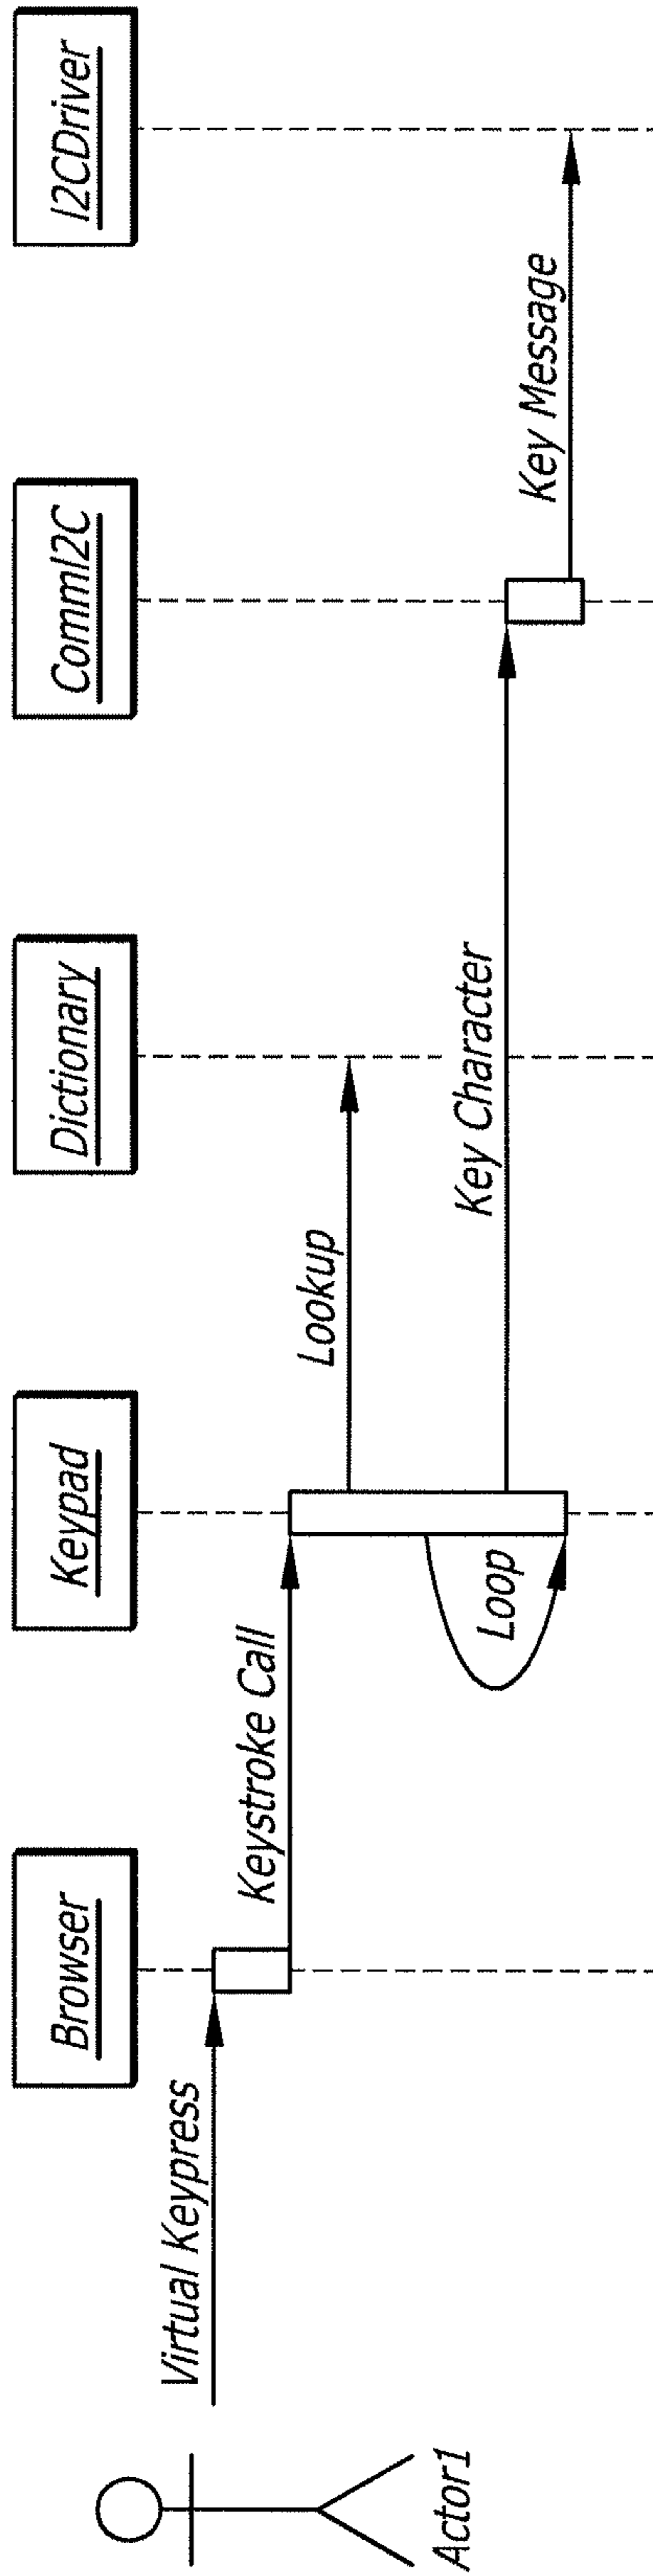 Browser
Keypad
Dictionary
CommI2C
I2CDriver
Virtual Keypress
Keystroke Call
Lookup
Key Character
Loop
Key Message
Actor1